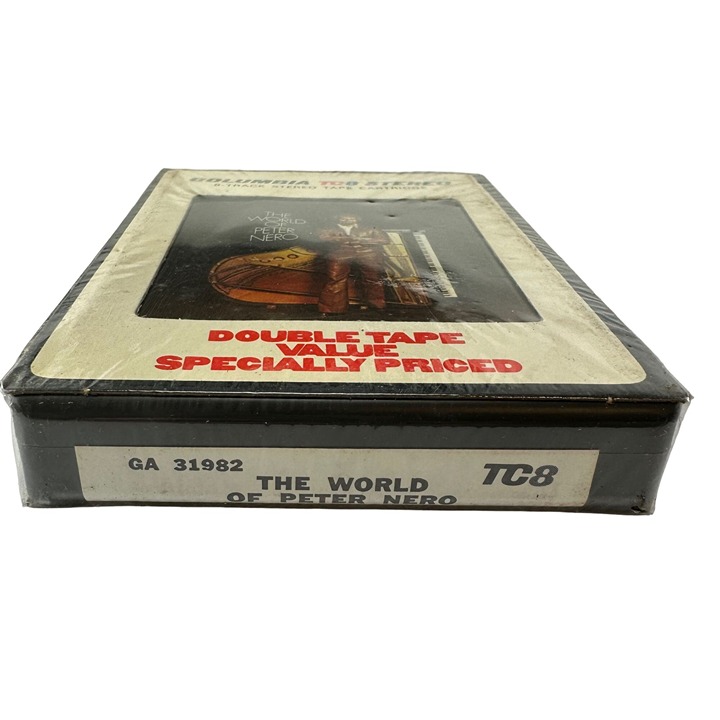 COLUMBIA TC8 STEREO
8-TRACK STEREO TAPE CARTRIDGE
THE
WORLD
OF
PETER
NERO
DOUBLE TAPE
VALUE
SPECIALLY PRICED
GA 31982
THE WORLD
OF PETER NERO
TC8